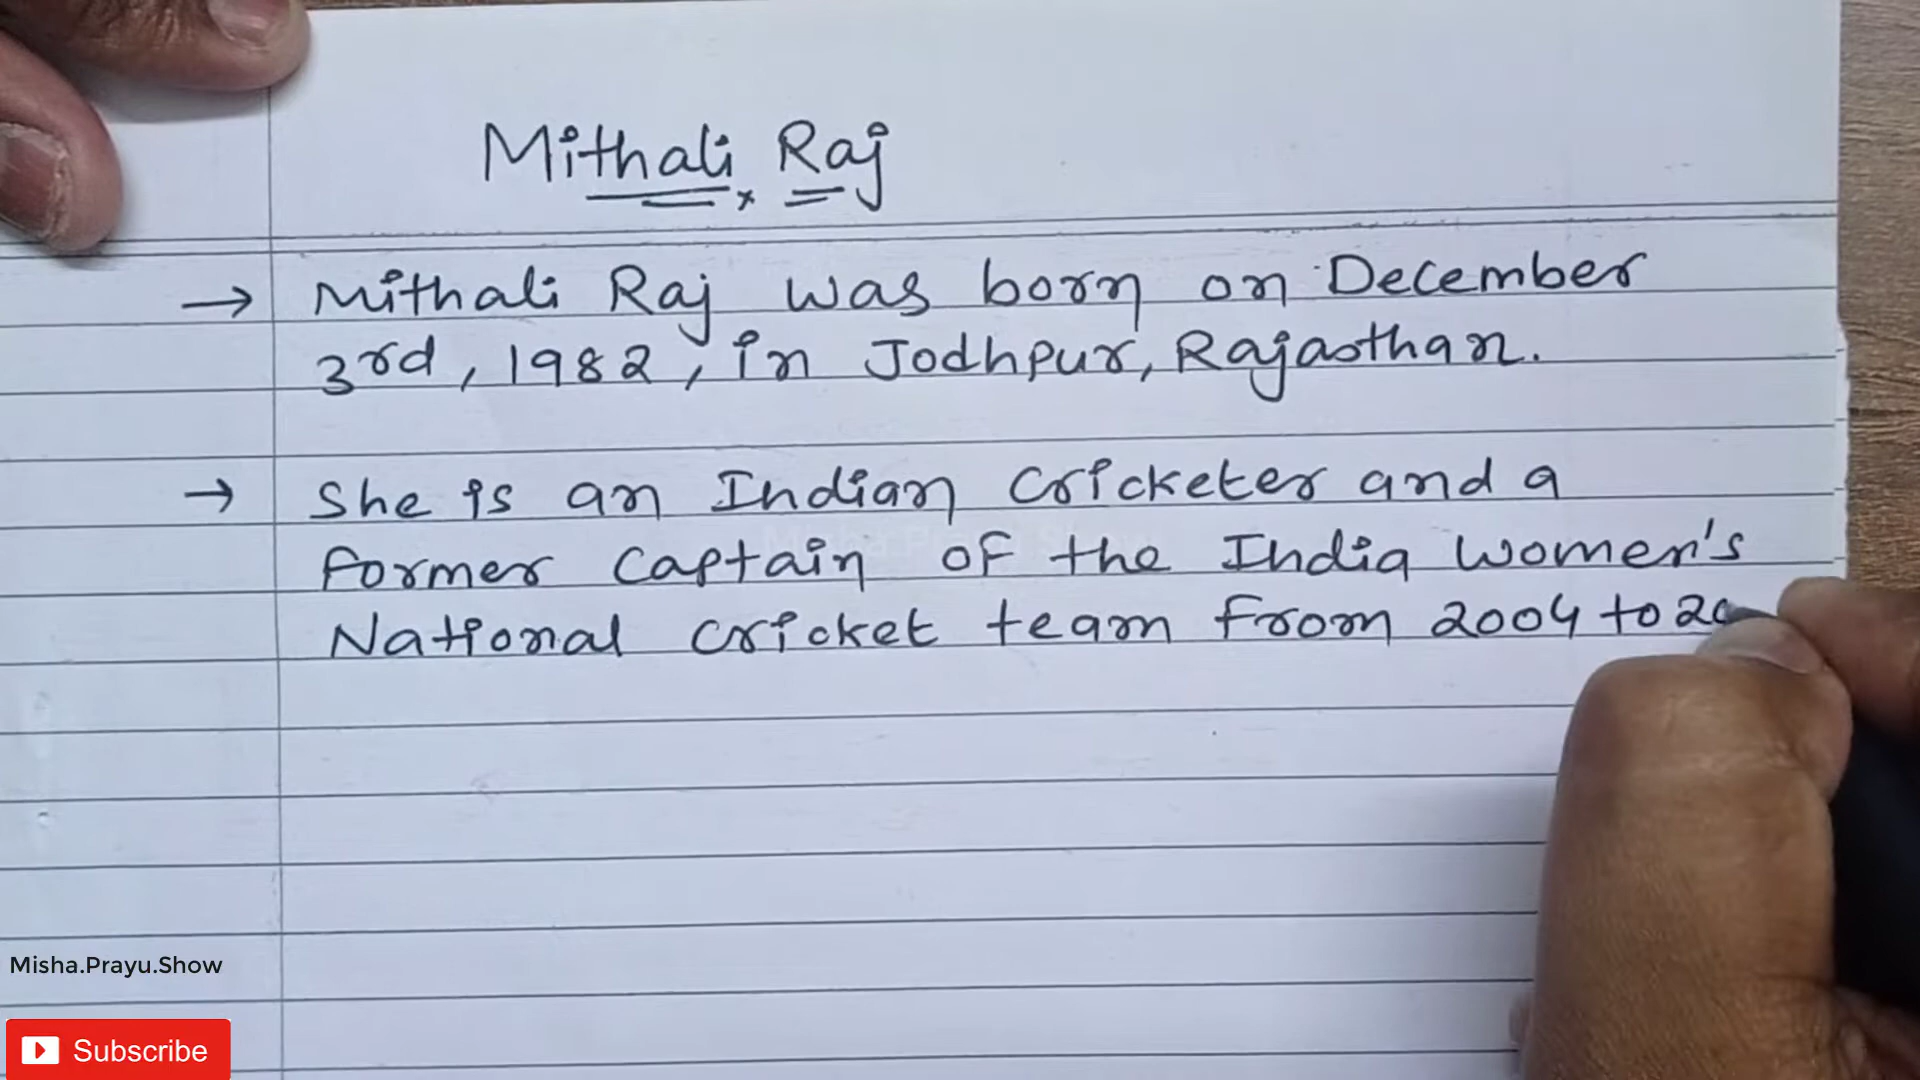 Mithali Raj
→ Mithali Raj was born on December
3rd, 1982, in Jodhpur, Rajasthan.
→ She is an Indian cricketer and a
former captain of the India women's
National cricket team from 2004 to 20
Misha.Prayu.Show
Subscribe